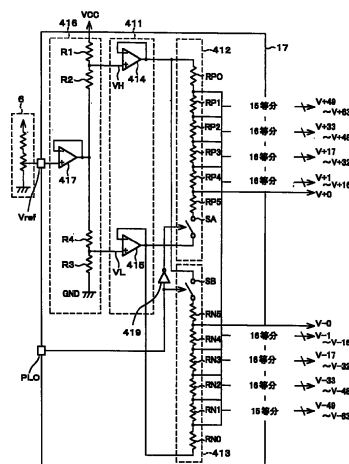 416
VCC
411
412
17
R1
R2
VH
414
RP0
RP1
RP2
RP3
RP4
RP5
SA
15等分
16等分
16等分
16等分
V+49
~V+63
V+33
~V+48
V+17
~V+32
V+1
~V+16
V+0
6
417
Vref
R4
R3
GND
VL
415
419
PLO
SB
RN5
RN4
RN3
RN2
RN1
RN0
413
16等分
16等分
16等分
15等分
V-0
V-1
~V-16
V-17
~V-32
V-33
~V-48
V-49
~V-63